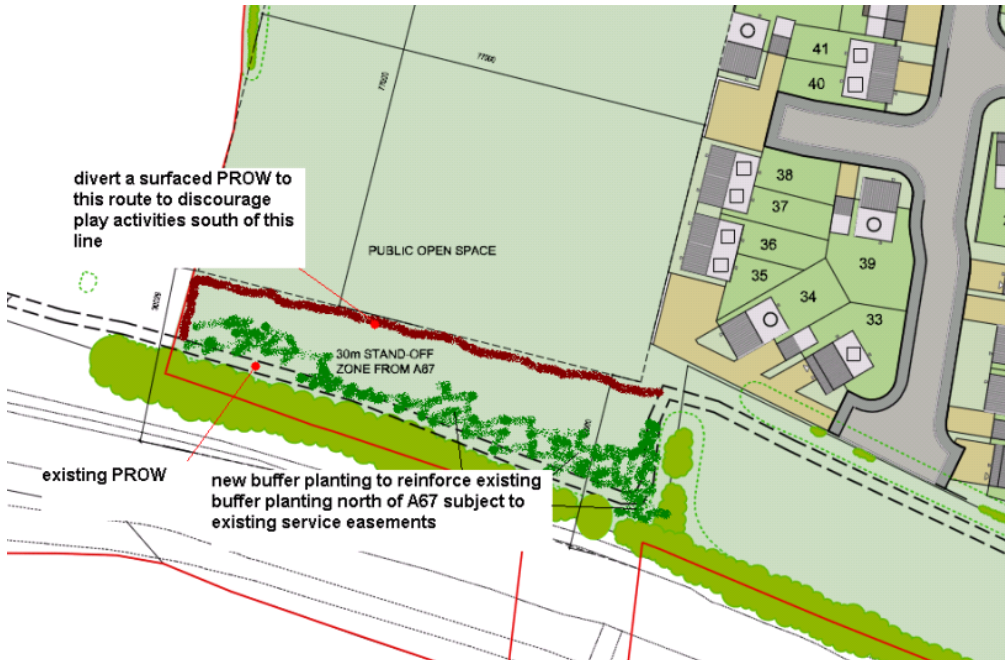 41
40
77000
77000
divert a surfaced PROW to
this route to discourage
play activities south of this
line
38
37
PUBLIC OPEN SPACE
36
39
35
34
33
30m STAND-OFF
ZONE FROM A67
existing PROW
new buffer planting to reinforce existing
buffer planting north of A67 subject to
existing service easements